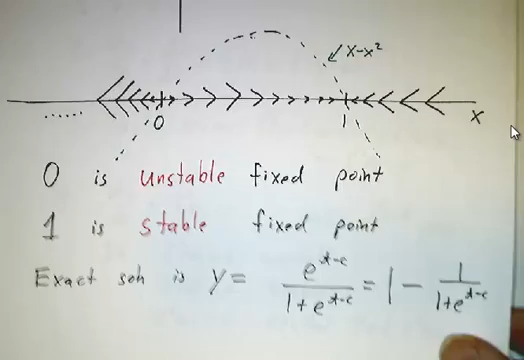 x-x²
0 1 x
0 is unstable fixed point
1 is stable fixed point
Exact soln is y = e^{x-c} / 1+e^{x-c} = 1 - 1 / 1+e^{x-c}